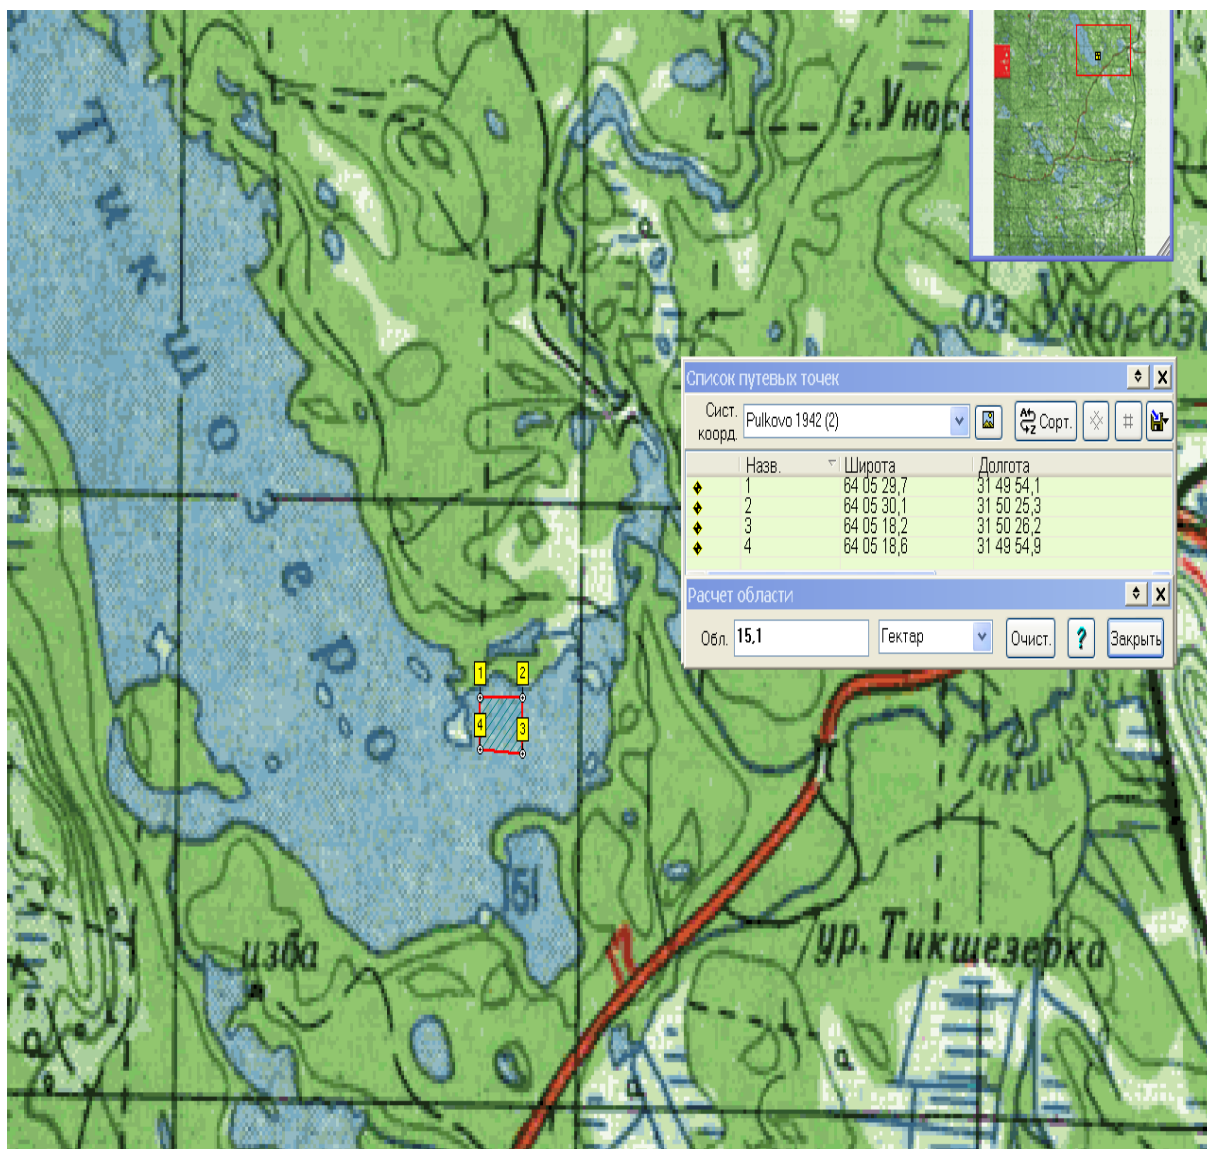 Тикшозеро
г.Уносе
оз. Уносоз
Список путевых точек
Сист. коорд. Pulkovo 1942 (2) Сорт.
Назв. Широта Долгота
1 64 05 29,7 31 49 54,1
2 64 05 30,1 31 50 25,3
3 64 05 18,2 31 50 26,2
4 64 05 18,6 31 49 54,9
Расчет области
Обл. 15,1 Гектар Очист. ? Закрыть
1 2
4 3
Тикш
151
изба
ур. Тикшезерка